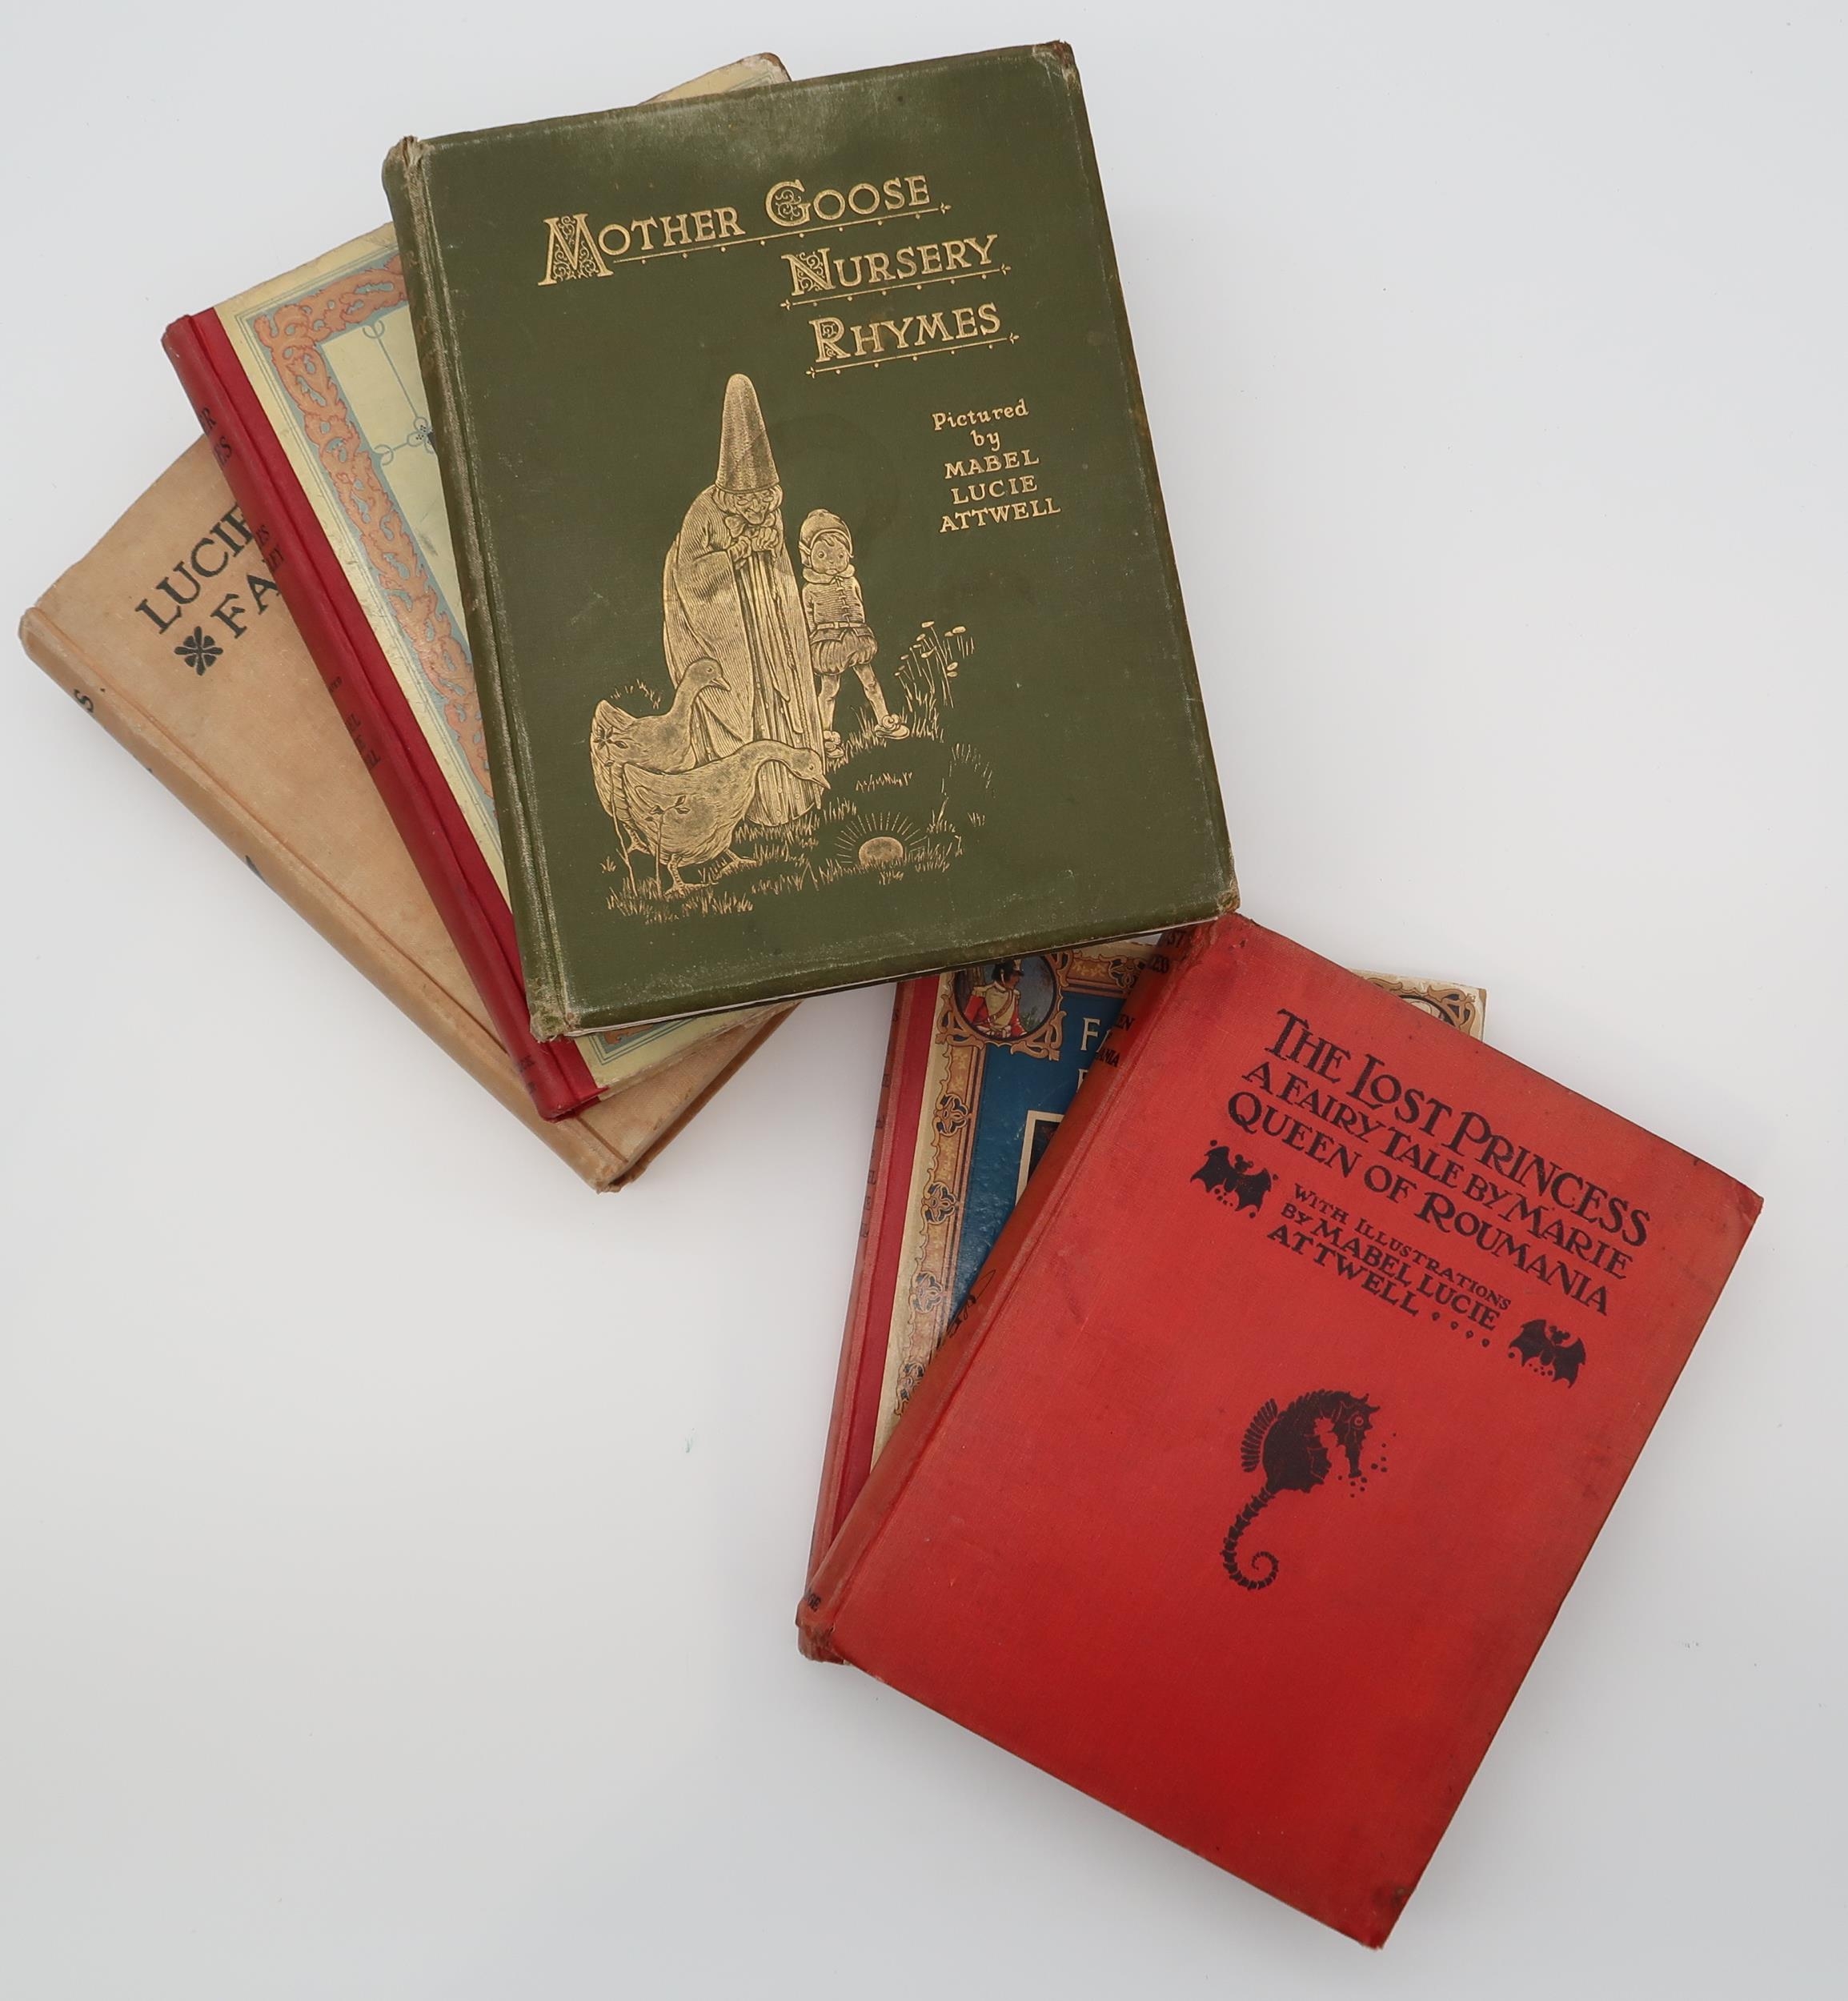 MOTHER GOOSE
NURSERY
RHYMES
Pictured
by
MABEL
LUCIE
ATTWELL
LUCIE
THE LOST PRINCESS
A FAIRY TALE BY MARIE
QUEEN OF ROUMANIA
WITH ILLUSTRATIONS
BY MABEL LUCIE
ATTWELL